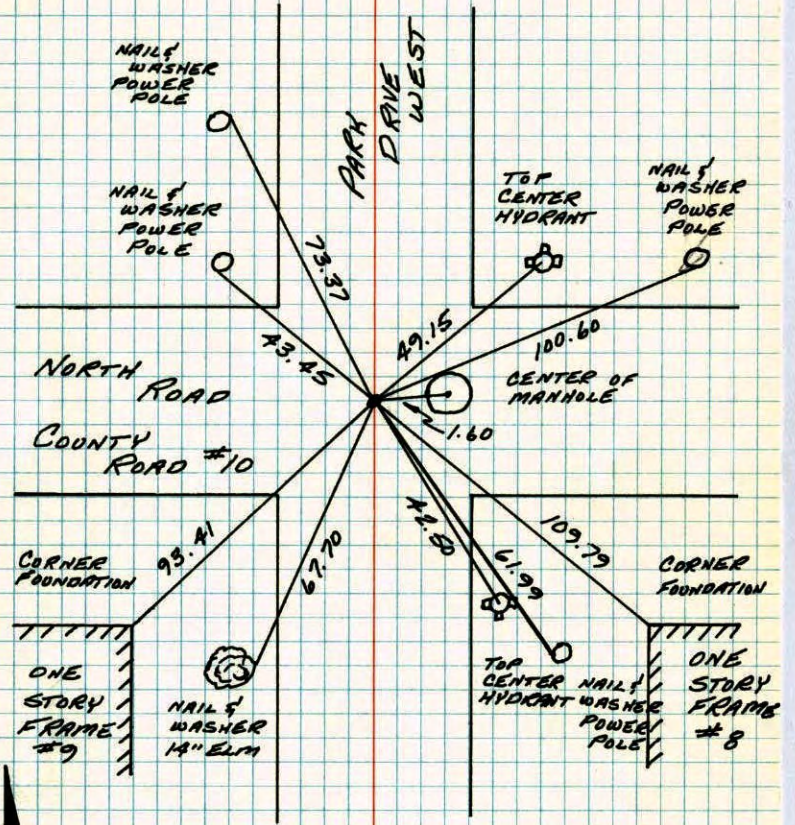 NAIL &
WASHER
POWER
POLE
PARK
DRIVE
WEST
NAIL &
WASHER
POWER
POLE
TOP
CENTER
HYDRANT
NAIL &
WASHER
POWER
POLE
73.37
43.45
49.15
100.60
NORTH
ROAD
COUNTY
ROAD #10
CENTER OF
MANHOLE
1.60
93.41
67.70
42.50
61.99
109.79
CORNER
FOUNDATION
CORNER
FOUNDATION
ONE
STORY
FRAME
#9
NAIL &
WASHER
14" ELM
TOP
CENTER
HYDRANT
NAIL &
WASHER
POWER
POLE
ONE
STORY
FRAME
#8